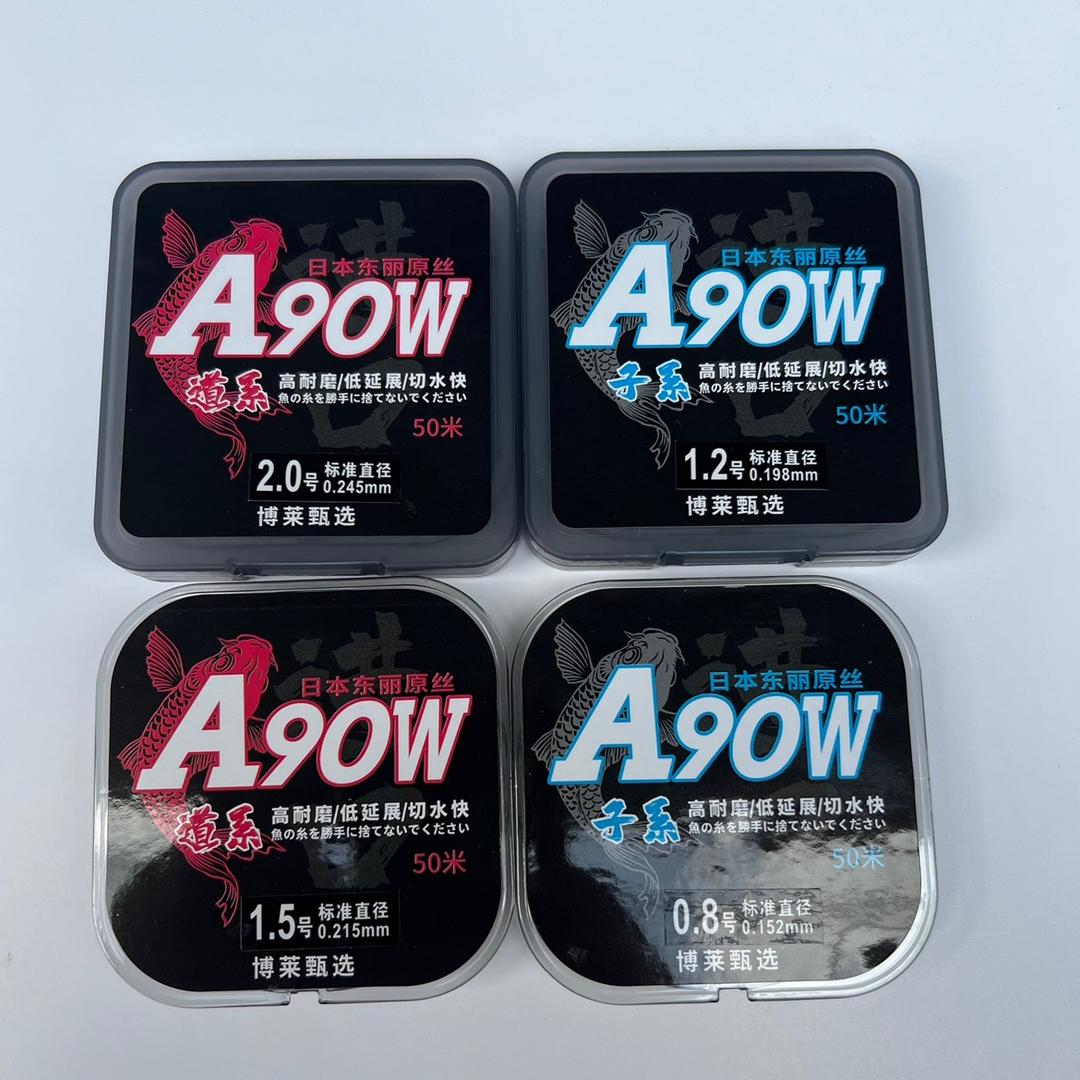 日本东丽原丝
A90W
道系
高耐磨/低延展/切水快
魚の糸を勝手に捨てないでください
50米
2.0号 标准直径
0.245mm
博莱甄选
日本东丽原丝
A90W
子系
高耐磨/低延展/切水快
魚の糸を勝手に捨てないでください
50米
1.2号 标准直径
0.198mm
博莱甄选
日本东丽原丝
A90W
道系
高耐磨/低延展/切水快
魚の糸を勝手に捨てないでください
50米
1.5号 标准直径
0.215mm
博莱甄选
日本东丽原丝
A90W
子系
高耐磨/低延展/切水快
魚の糸を勝手に捨てないでください
50米
0.8号 标准直径
0.152mm
博莱甄选